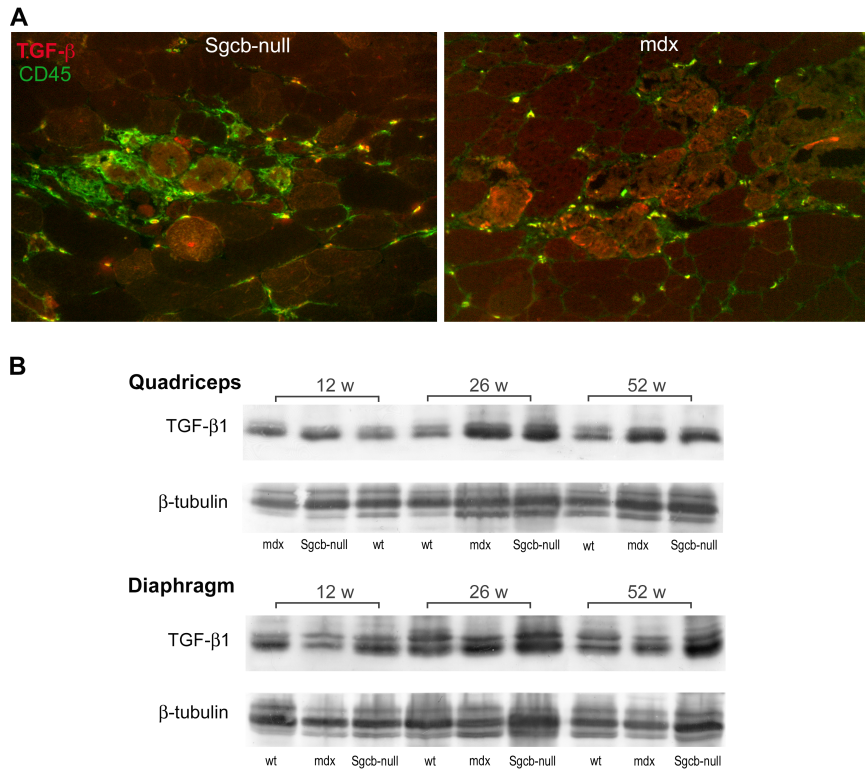 A
Sgcb-null
mdx
TGF-β
CD45
B
Quadriceps
12 w 26 w 52 w
TGF-β1
β-tubulin
mdx Sgcb-null wt wt mdx Sgcb-null wt mdx Sgcb-null
Diaphragm
12 w 26 w 52 w
TGF-β1
β-tubulin
wt mdx Sgcb-null wt mdx Sgcb-null wt mdx Sgcb-null